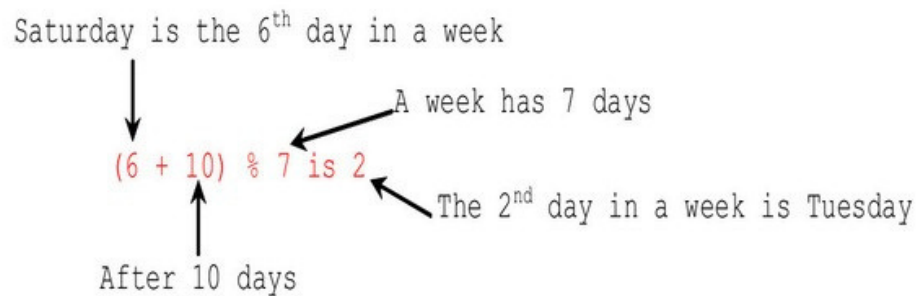 Saturday is the 6th day in a week
A week has 7 days
(6 + 10) % 7 is 2
The 2nd day in a week is Tuesday
After 10 days